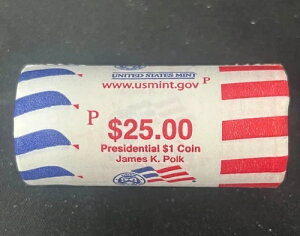 UNITED STATES MINT
www.usmint.gov P
P
$25.00
Presidential $1 Coin
James K. Polk